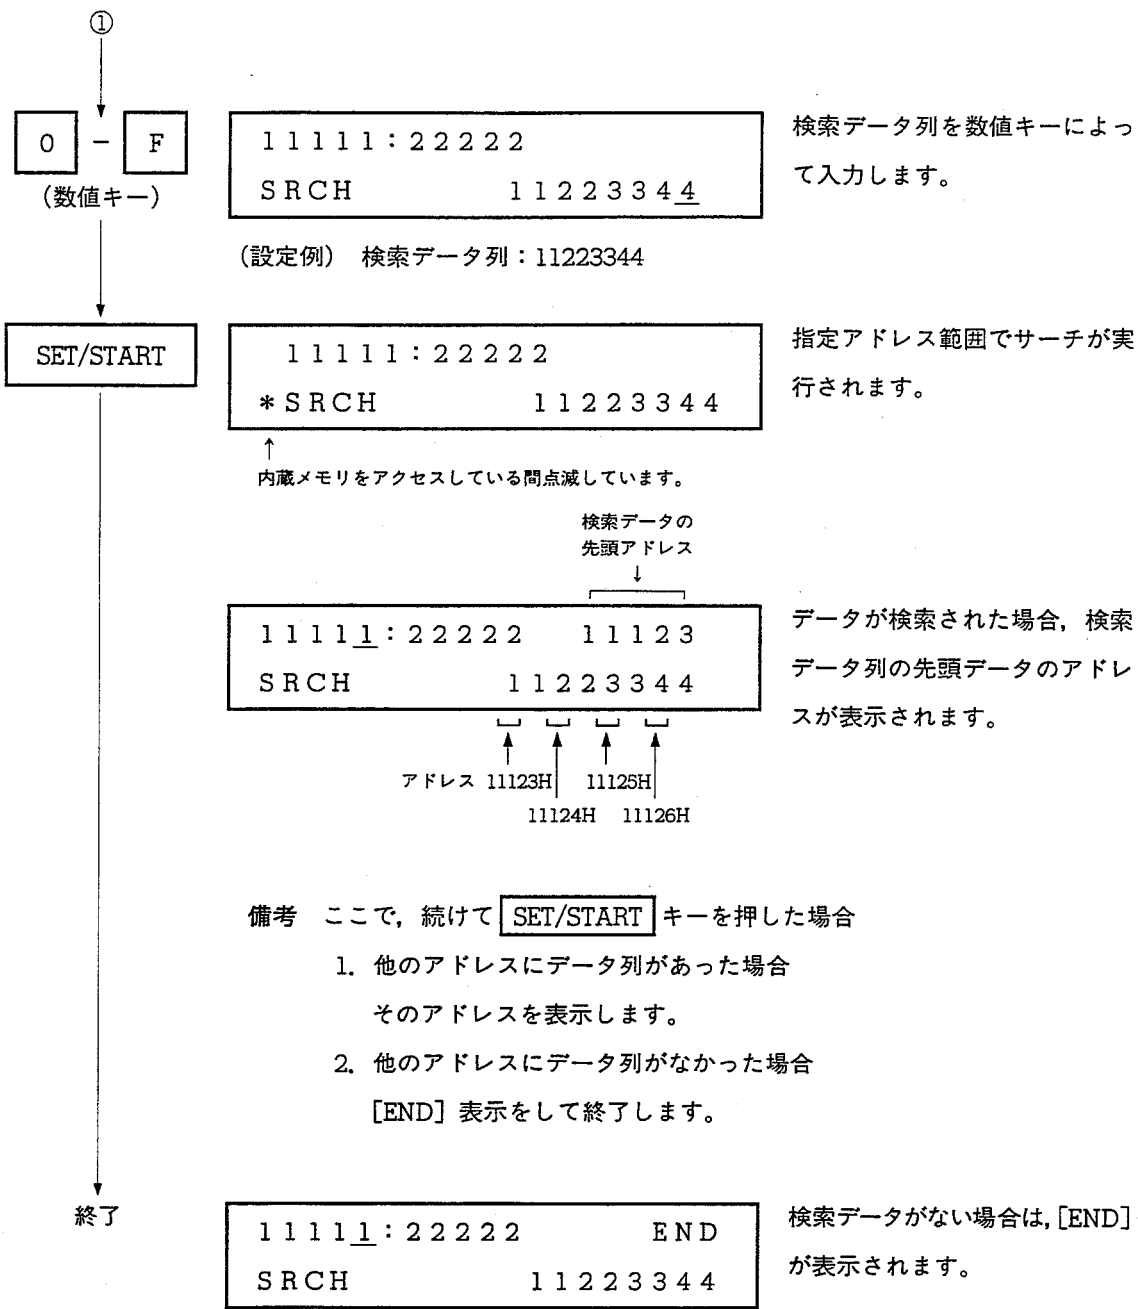 ①
0 － F
(数値キー)
11111:22222
SRCH 11223344
検索データ列を数値キーによっ
て入力します。
(設定例) 検索データ列：11223344
SET/START
11111:22222
*SRCH 11223344
指定アドレス範囲でサーチが実
行されます。
↑
内蔵メモリをアクセスしている間点滅しています。
検索データの
先頭アドレス
↓
11111:22222 11123
SRCH 11223344
データが検索された場合，検索
データ列の先頭データのアドレ
スが表示されます。
アドレス 11123H 11125H
11124H 11126H
備考 ここで，続けて SET/START キーを押した場合
1．他のアドレスにデータ列があった場合
そのアドレスを表示します。
2．他のアドレスにデータ列がなかった場合
［END］表示をして終了します。
終了
11111:22222 END
SRCH 11223344
検索データがない場合は，［END］
が表示されます。